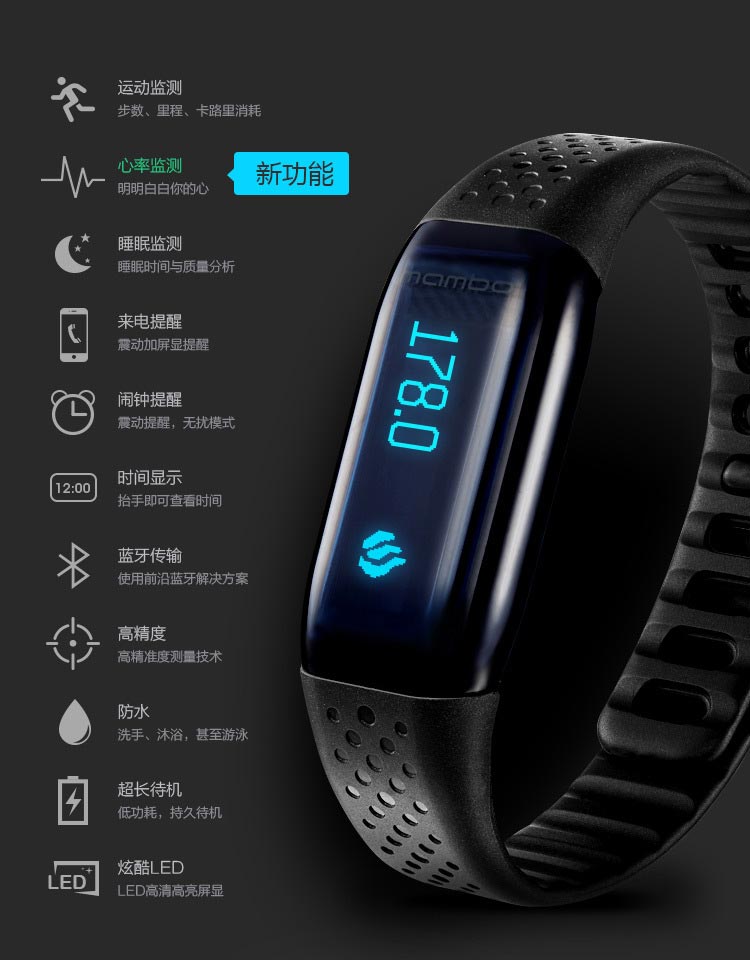 运动监测
步数、里程、卡路里消耗
心率监测
明明白白你的心
新功能
睡眠监测
睡眠时间与质量分析
来电提醒
震动加屏显提醒
闹钟提醒
震动提醒，无扰模式
12:00
时间显示
抬手即可查看时间
蓝牙传输
使用前沿蓝牙解决方案
高精度
高精准度测量技术
防水
洗手、沐浴，甚至游泳
超长待机
低功耗，持久待机
LED
炫酷LED
LED高清高亮屏显
mambo
178.0